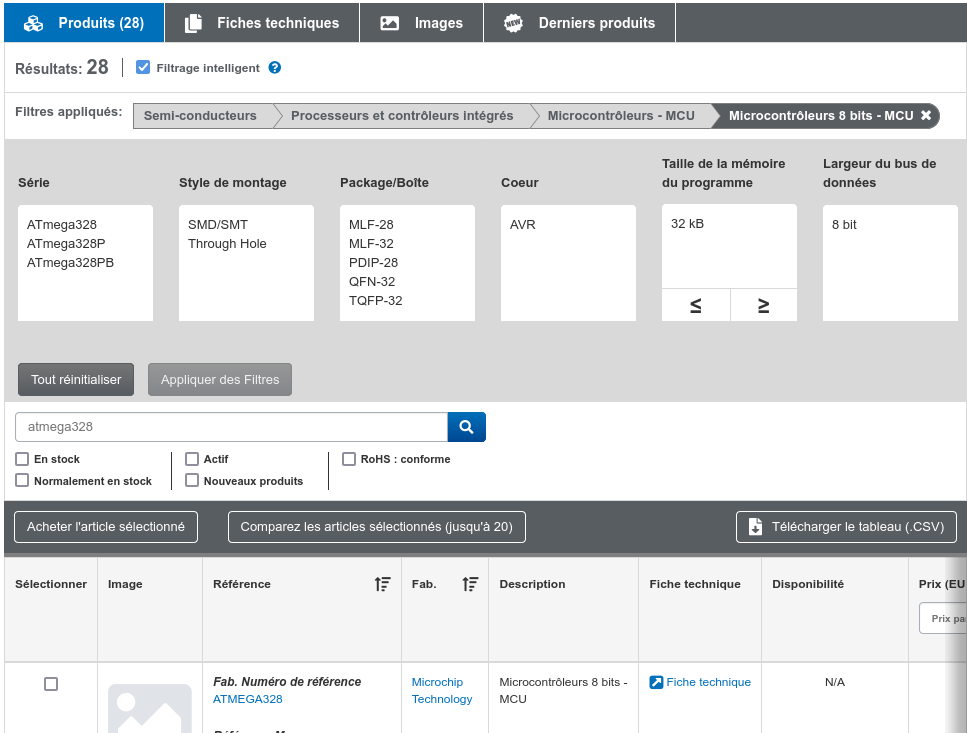 Produits (28)
Fiches techniques
Images
NEW
Derniers produits
Résultats: 28
Filtrage intelligent
Filtres appliqués:
Semi-conducteurs
Processeurs et contrôleurs intégrés
Microcontrôleurs - MCU
Microcontrôleurs 8 bits - MCU ✖
Série
Style de montage
Package/Boîte
Coeur
Taille de la mémoire
du programme
Largeur du bus de
données
ATmega328
ATmega328P
ATmega328PB
SMD/SMT
Through Hole
MLF-28
MLF-32
PDIP-28
QFN-32
TQFP-32
AVR
32 kB
≤
≥
8 bit
Tout réinitialiser
Appliquer des Filtres
atmega328
En stock
Normalement en stock
Actif
Nouveaux produits
RoHS : conforme
Acheter l'article sélectionné
Comparez les articles sélectionnés (jusqu'à 20)
Télécharger le tableau (.CSV)
Sélectionner
Image
Référence
Fab.
Description
Fiche technique
Disponibilité
Prix (EU
Prix pa
Fab. Numéro de référence
ATMEGA328
Microchip
Technology
Microcontrôleurs 8 bits -
MCU
Fiche technique
N/A